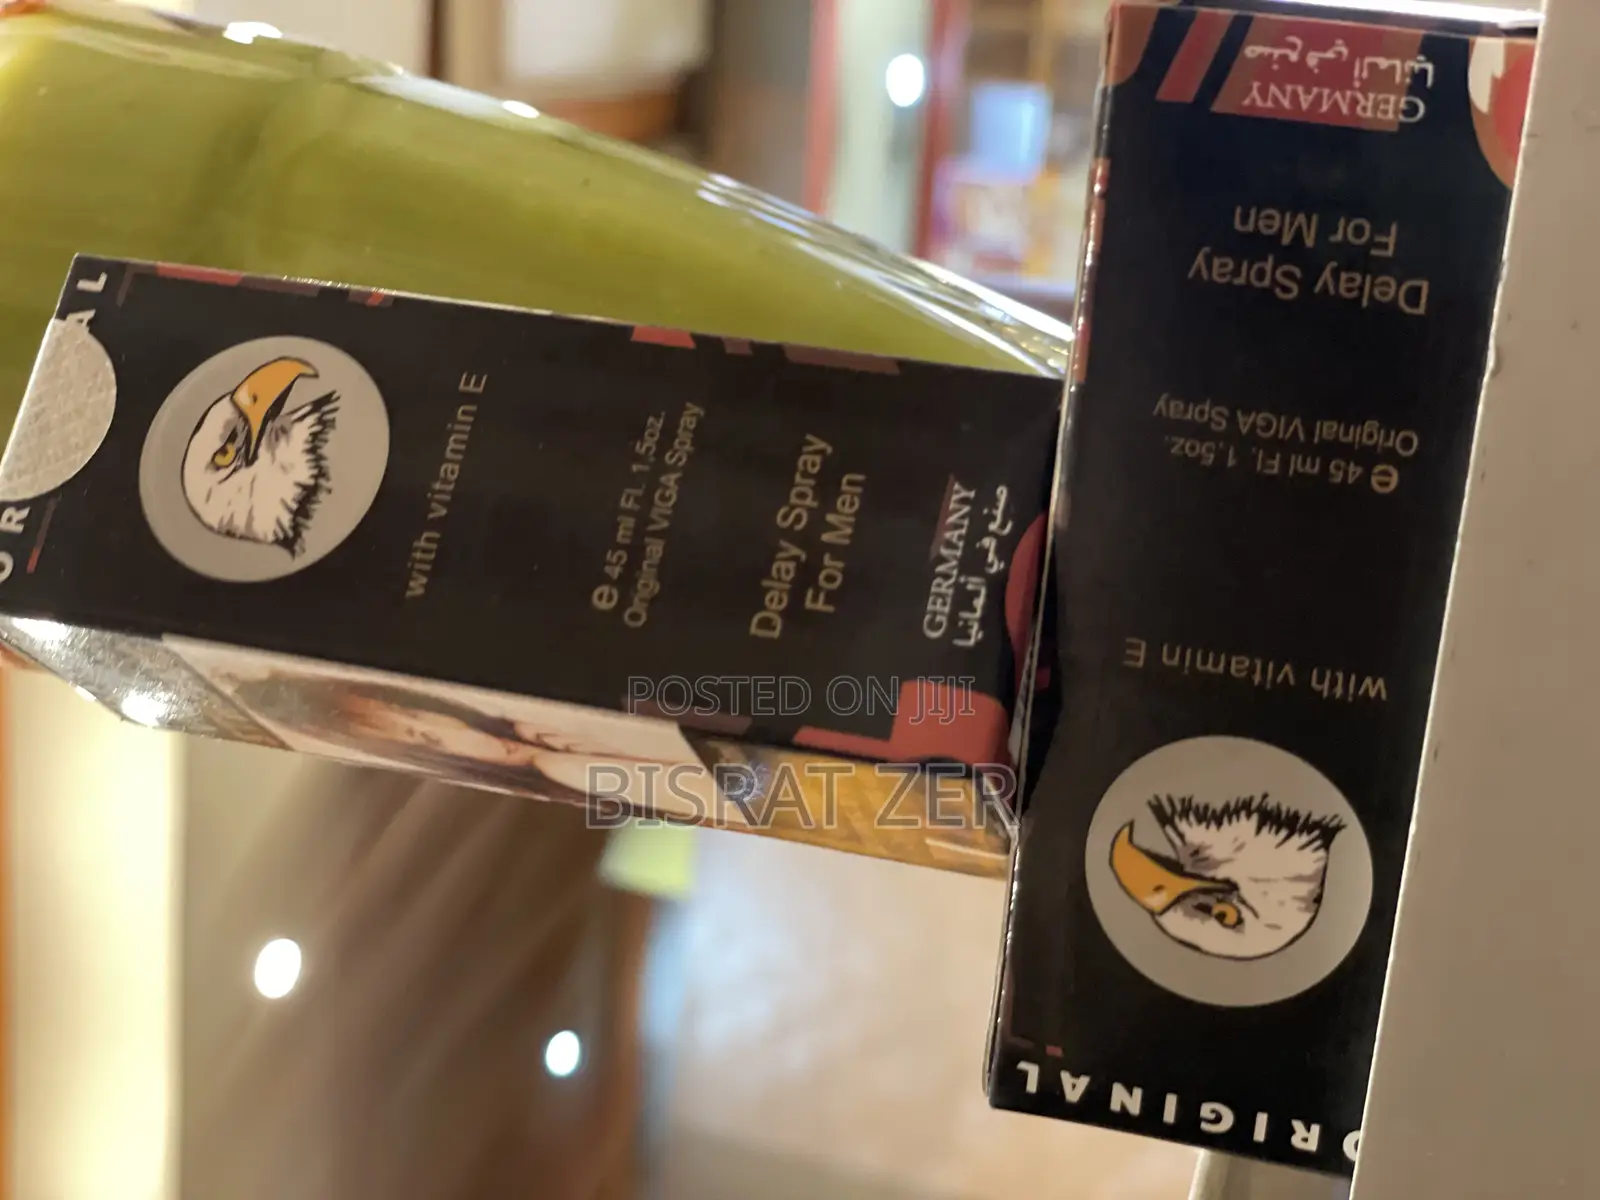 ORIGINAL
with vitamin E
e 45 ml Fl. 1,5oz.
Original VIGA Spray
Delay Spray
For Men
GERMANY
صنع في ألمانيا
ORIGINAL
with vitamin E
e 45 ml Fl. 1,5oz.
Original VIGA Spray
Delay Spray
For Men
GERMANY
صنع في ألمانيا
POSTED ON JIJI
BISRAT ZER